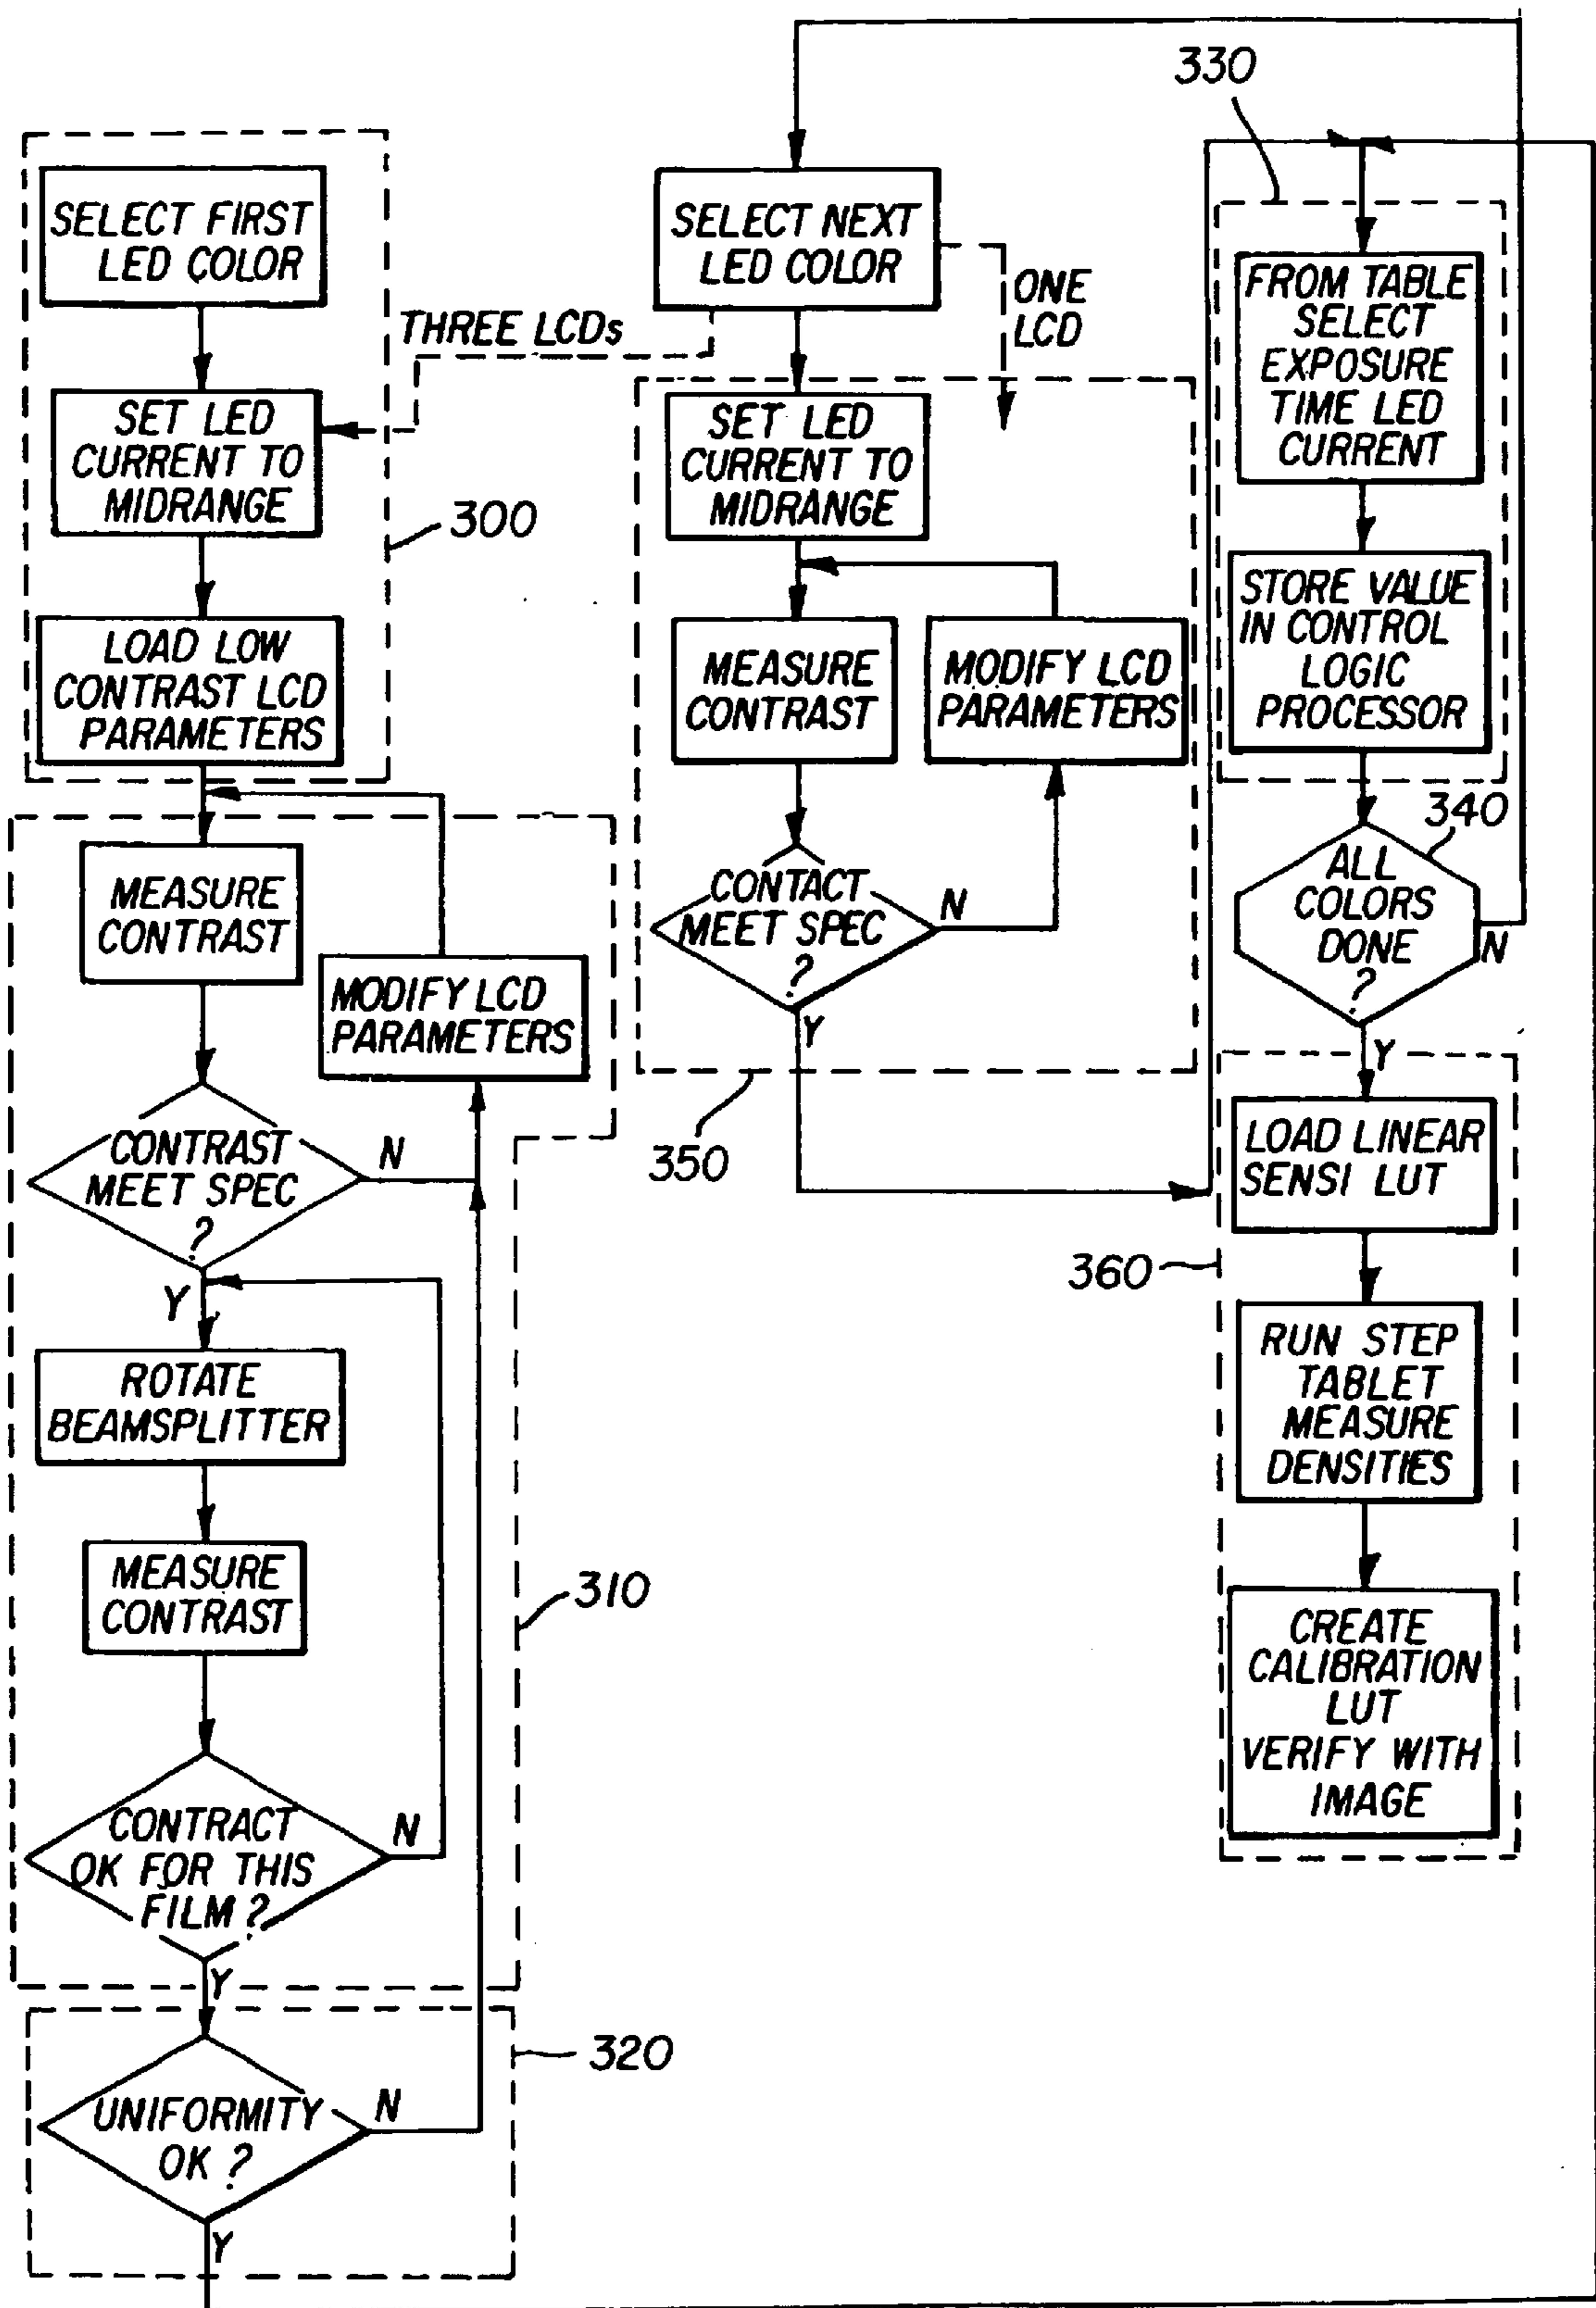 SELECT FIRST
LED COLOR
SET LED
CURRENT TO
MIDRANGE
300
LOAD LOW
CONTRAST LCD
PARAMETERS
MEASURE
CONTRAST
MODIFY LCD
PARAMETERS
CONTRAST
MEET SPEC
?
N
Y
ROTATE
BEAMSPLITTER
MEASURE
CONTRAST
310
CONTRACT
OK FOR THIS
FILM ?
N
Y
320
UNIFORMITY
OK ?
N
Y
SELECT NEXT
LED COLOR
THREE LCDs
ONE
LCD
SET LED
CURRENT TO
MIDRANGE
MEASURE
CONTRAST
MODIFY LCD
PARAMETERS
CONTACT
MEET SPEC
?
N
Y
350
330
FROM TABLE
SELECT
EXPOSURE
TIME LED
CURRENT
STORE VALUE
IN CONTROL
LOGIC
PROCESSOR
340
ALL
COLORS
DONE
?
N
Y
LOAD LINEAR
SENSI LUT
360
RUN STEP
TABLET
MEASURE
DENSITIES
CREATE
CALIBRATION
LUT
VERIFY WITH
IMAGE